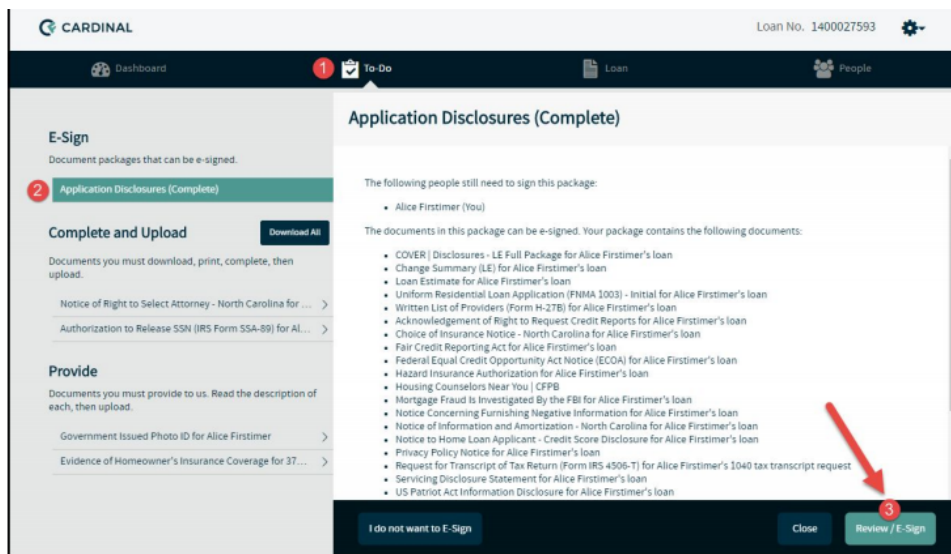 CARDINAL
Loan No. 1400027593
Dashboard
1
To-Do
Loan
People
E-Sign
Document packages that can be e-signed.
2
Application Disclosures (Complete)
Complete and Upload
Download All
Documents you must download, print, complete, then
upload.
Notice of Right to Select Attorney - North Carolina for ...
Authorization to Release SSN (IRS Form SSA-89) for Al...
Provide
Documents you must provide to us. Read the description of
each, then upload.
Government Issued Photo ID for Alice Firstimer
Evidence of Homeowner's Insurance Coverage for 37...
Application Disclosures (Complete)
The following people still need to sign this package:
• Alice Firstimer (You)
The documents in this package can be e-signed. Your package contains the following documents:
• COVER | Disclosures - LE Full Package for Alice Firstimer's loan
• Change Summary (LE) for Alice Firstimer's loan
• Loan Estimate for Alice Firstimer's loan
• Uniform Residential Loan Application (FNMA 1003) - Initial for Alice Firstimer's loan
• Written List of Providers (Form H-27B) for Alice Firstimer's loan
• Acknowledgement of Right to Request Credit Reports for Alice Firstimer's loan
• Choice of Insurance Notice - North Carolina for Alice Firstimer's loan
• Fair Credit Reporting Act for Alice Firstimer's loan
• Federal Equal Credit Opportunity Act Notice (ECOA) for Alice Firstimer's loan
• Hazard Insurance Authorization for Alice Firstimer's loan
• Housing Counselors Near You | CFPB
• Mortgage Fraud Is Investigated By the FBI for Alice Firstimer's loan
• Notice Concerning Furnishing Negative Information for Alice Firstimer's loan
• Notice of Information and Amortization - North Carolina for Alice Firstimer's loan
• Notice to Home Loan Applicant - Credit Score Disclosure for Alice Firstimer's loan
• Privacy Policy Notice for Alice Firstimer's loan
• Request for Transcript of Tax Return (Form IRS 4506-T) for Alice Firstimer's 1040 tax transcript request
• Servicing Disclosure Statement for Alice Firstimer's loan
• US Patriot Act Information Disclosure for Alice Firstimer's loan
3
I do not want to E-Sign
Close
Review / E-Sign